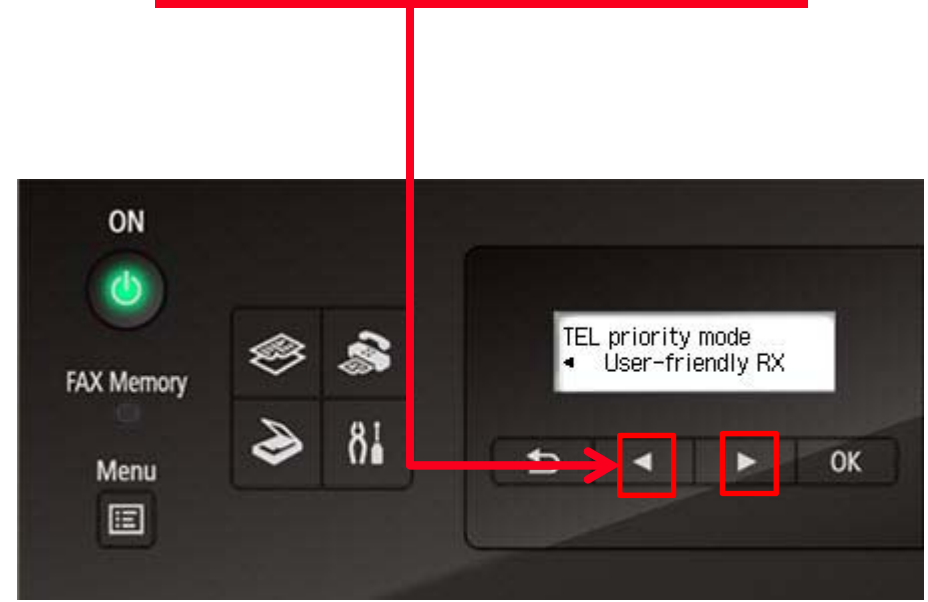 ON
FAX Memory
Menu
TEL priority mode
◄ User-friendly RX
OK